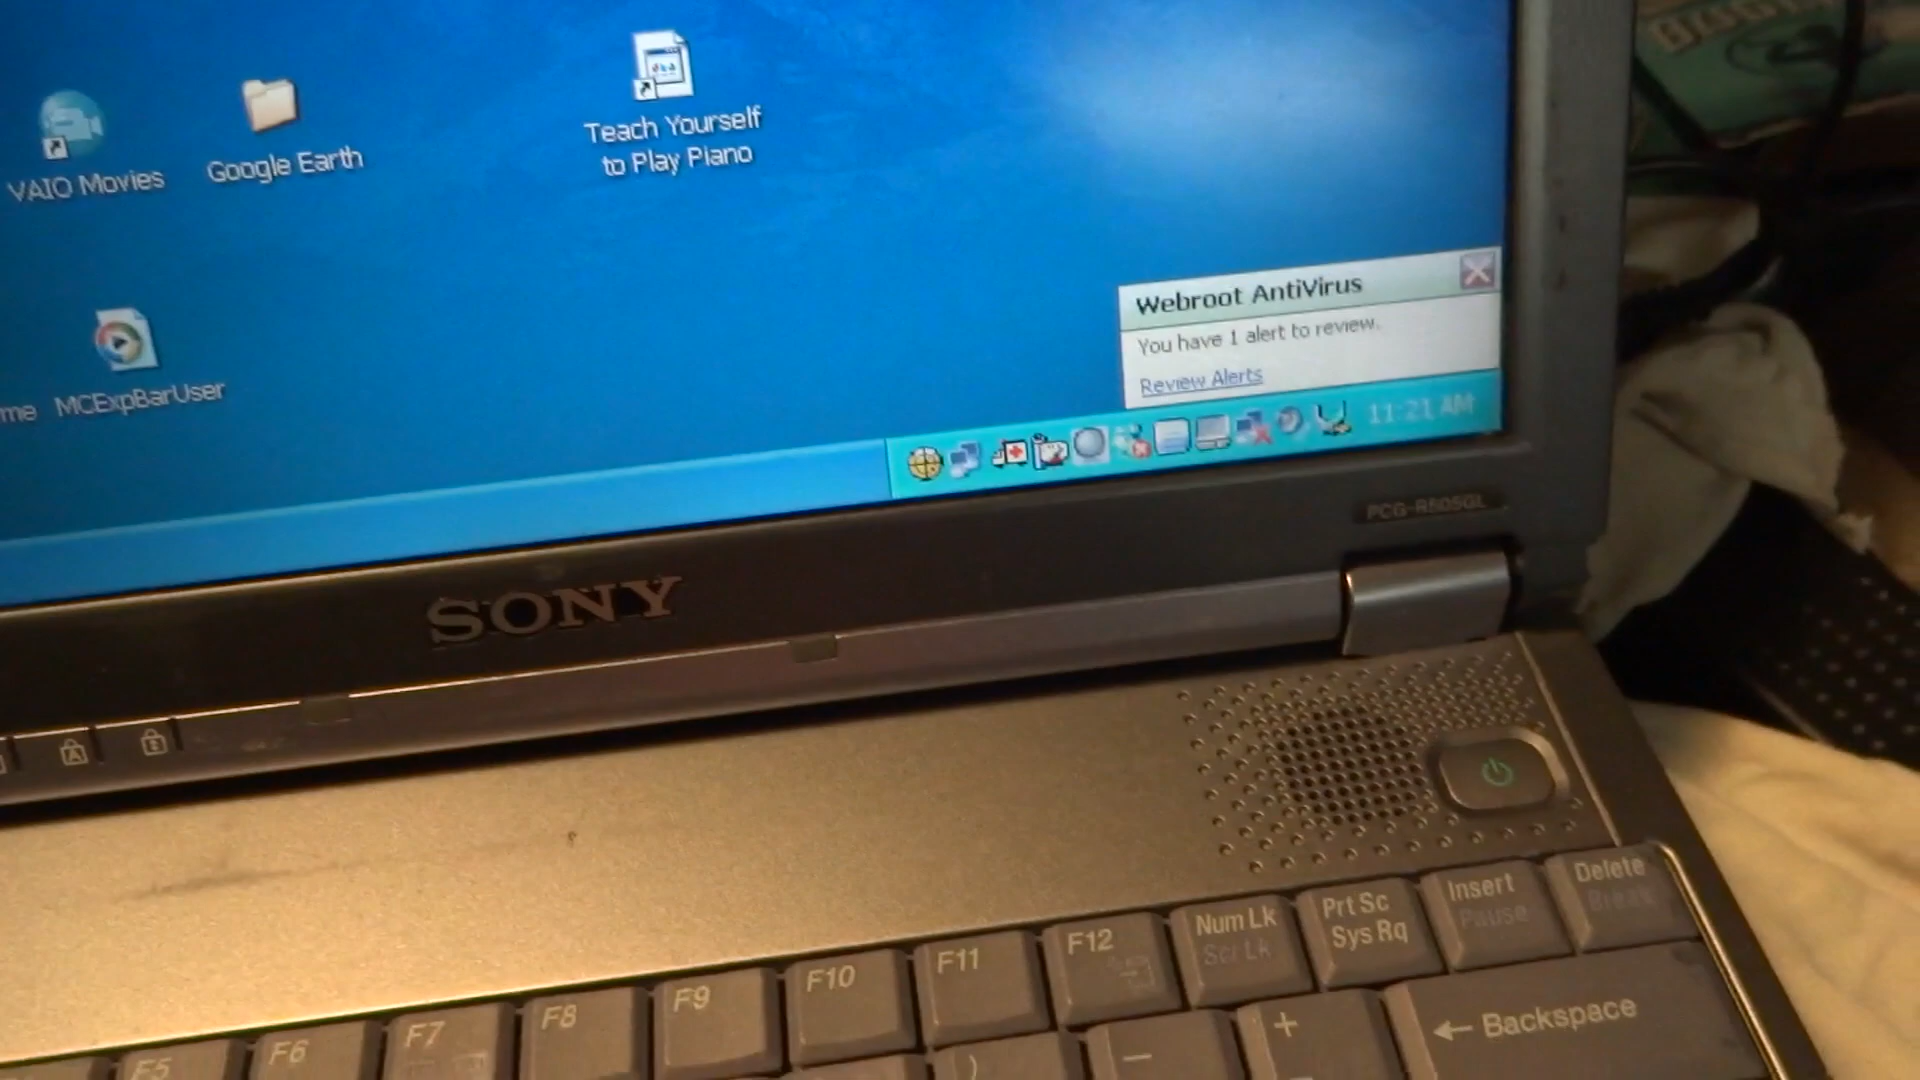 Teach Yourself
to Play Piano
VAIO Movies
Google Earth
Webroot AntiVirus
You have 1 alert to review.
Review Alerts
me
MCExpBarUser
11:21 AM
PCG-R505GL
SONY
A
Delete
Break
Insert
Pause
Prt Sc
Sys Rq
Num Lk
Scr Lk
F12
F11
F10
F9
F8
F7
F6
F5
← Backspace
+
–
)